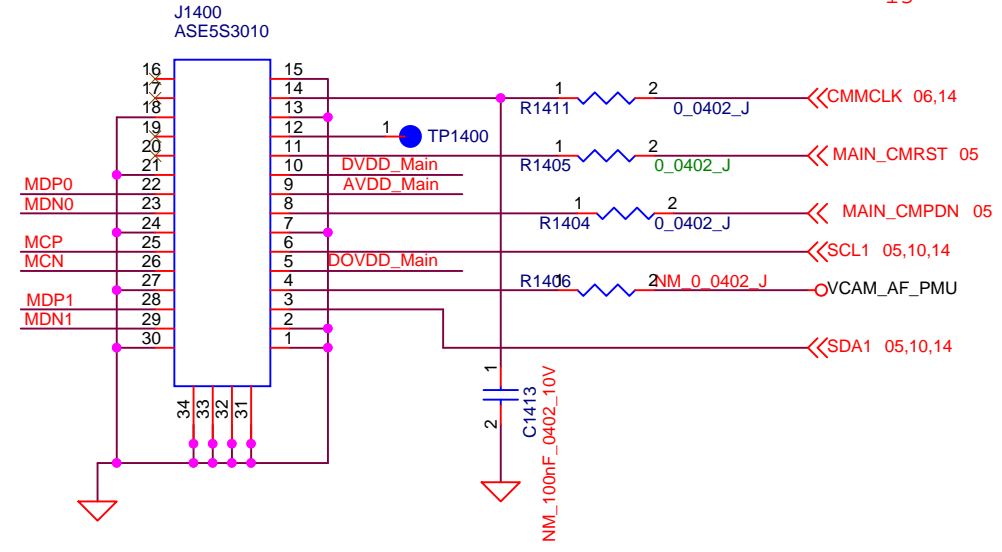 J1400
ASE5S3010
16 15
17 14 1 R1411 2 0_0402_J CMMCLK 06,14
18 13
19 12 1 TP1400
20 11 1 R1405 2 0_0402_J MAIN_CMRST 05
21 10 DVDD_Main
MDP0 22 9 AVDD_Main
MDN0 23 8 1 R1404 2 0_0402_J MAIN_CMPDN 05
24 7
MCP 25 6 SCL1 05,10,14
MCN 26 5 DOVDD_Main
27 4 R1406 1 2 NM_0_0402_J VCAM_AF_PMU
MDP1 28 3
MDN1 29 2
30 1 SDA1 05,10,14
34 33 32 31
1 2 C1413
NM_100nF_0402_10V